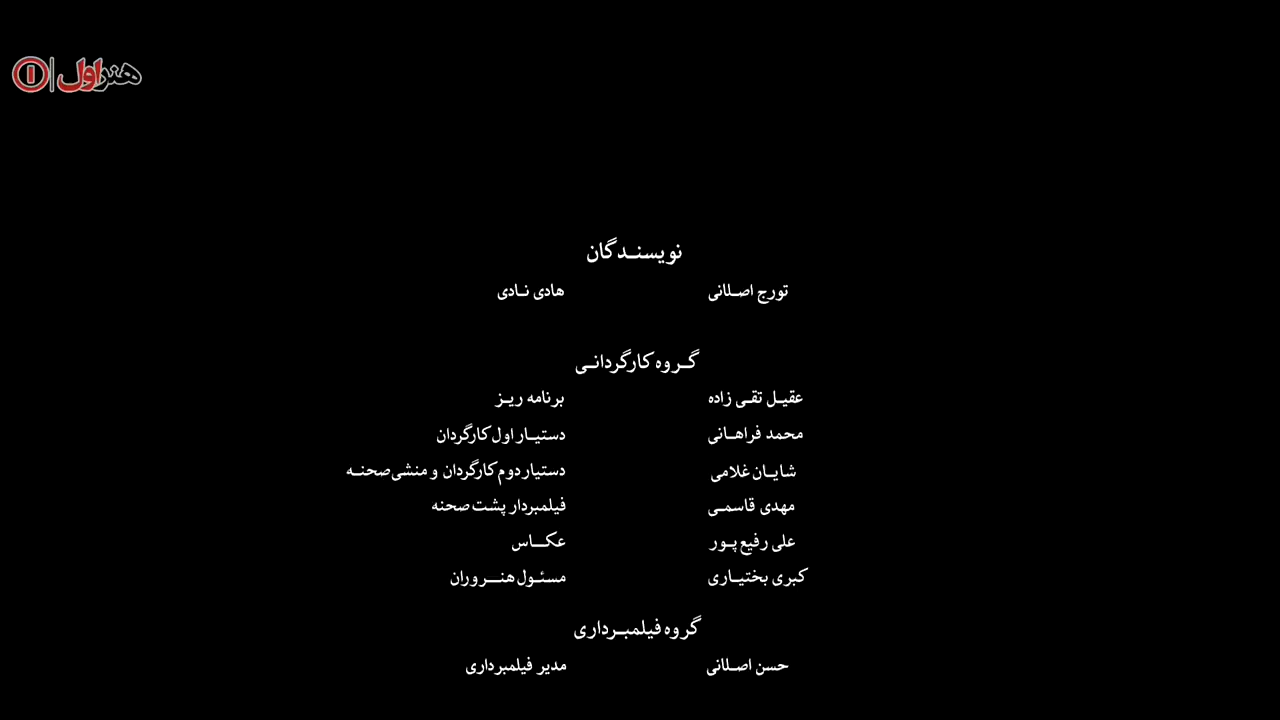 هنر اول
نویسندگان
تورج اصلانی هادی نادی
گروه کارگردانی
عقیل تقی زاده برنامه ریز
محمد فراهانی دستیار اول کارگردان
شایان غلامی دستیار دوم کارگردان و منشی صحنه
مهدی قاسمی فیلمبردار پشت صحنه
علی رفیع پور عکاس
کبری بختیاری مسئول هنروران
گروه فیلمبرداری
حسن اصلانی مدیر فیلمبرداری